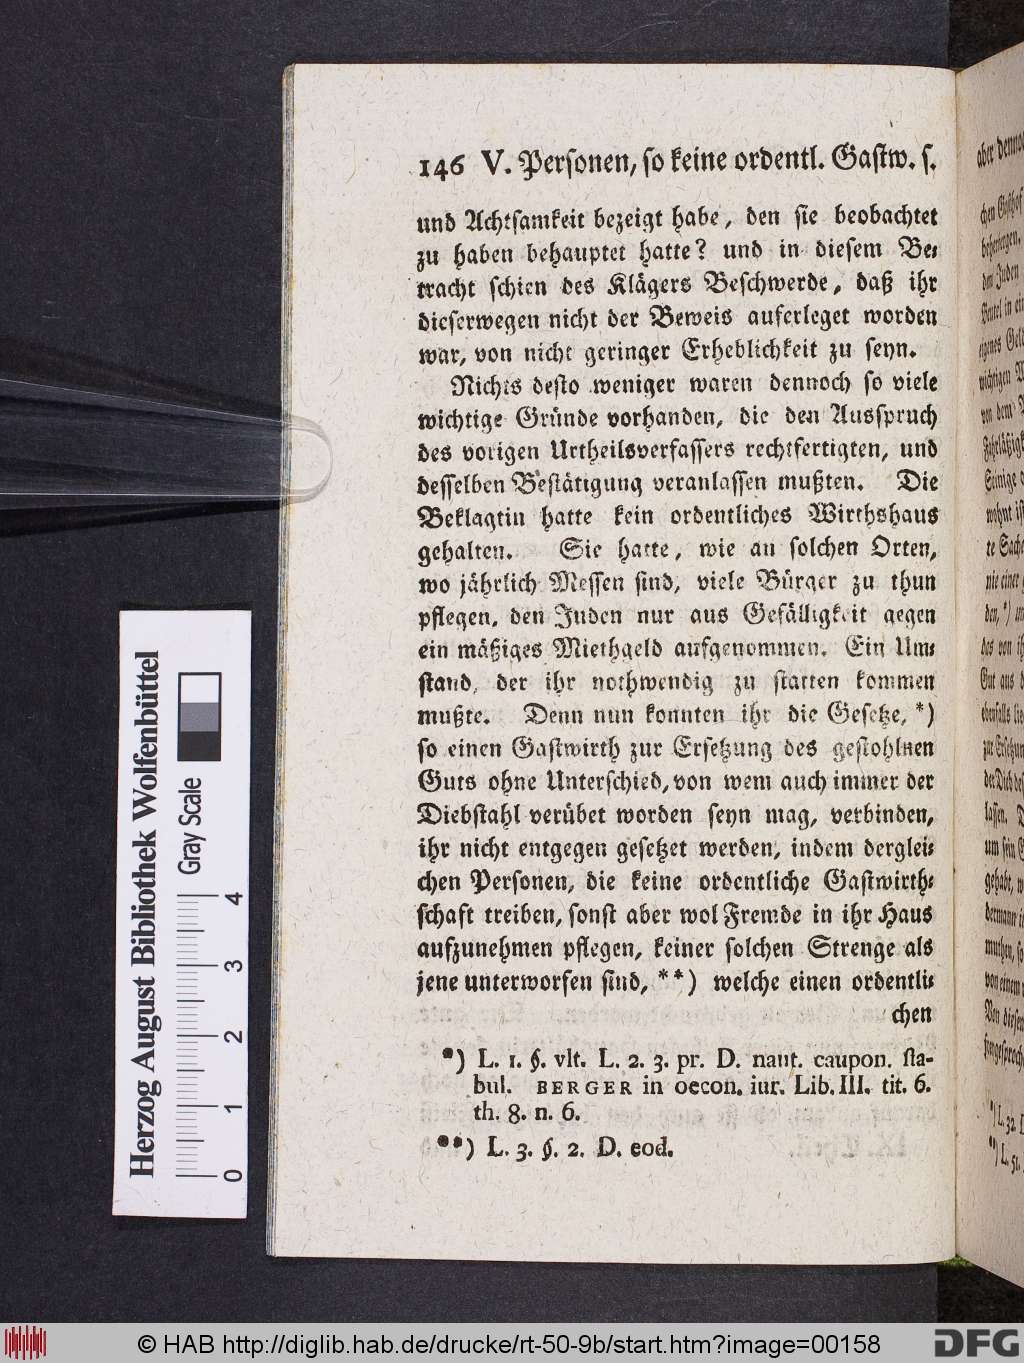 146 V. Personen, so keine ordentl. Gastw. s.
und Achtsamkeit bezeigt habe, den sie beobachtet
zu haben behauptet hatte? und in diesem Be-
tracht schien des Klägers Beschwerde, daß ihr
dieserwegen nicht der Beweis auferleget worden
war, von nicht geringer Erheblichkeit zu seyn.
Nichts desto weniger waren dennoch so viele
wichtige Gründe vorhanden, die den Ausspruch
des vorigen Urtheilsverfassers rechtfertigten, und
desselben Bestätigung veranlassen mußten. Die
Beklagtin hatte kein ordentliches Wirthshaus
gehalten. Sie hatte, wie an solchen Orten,
wo jährlich Messen sind, viele Bürger zu thun
pflegen, den Juden nur aus Gefälligkeit gegen
ein mäßiges Miethgeld aufgenommen. Ein Um-
stand, der ihr nothwendig zu statten kommen
mußte. Denn nun konnten ihr die Gesetze, *)
so einen Gastwirth zur Ersetzung des gestohlnen
Guts ohne Unterschied, von wem auch immer der
Diebstahl verübet worden seyn mag, verbinden,
ihr nicht entgegen gesetzet werden, indem derglei-
chen Personen, die keine ordentliche Gastwirth-
schaft treiben, sonst aber wol Fremde in ihr Haus
aufzunehmen pflegen, keiner solchen Strenge als
jene unterworfen sind, **) welche einen ordentli-
chen
*) L. 1. §. vlt. L. 2. 3. pr. D. naut. caupon. sta-
bul. BERGER in oecon. iur. Lib. III. tit. 6.
th. 8. n. 6.
**) L. 3. §. 2. D. eod.
Herzog August Bibliothek Wolfenbüttel
Gray Scale
0 1 2 3 4
© HAB http://diglib.hab.de/drucke/rt-50-9b/start.htm?image=00158
DFG